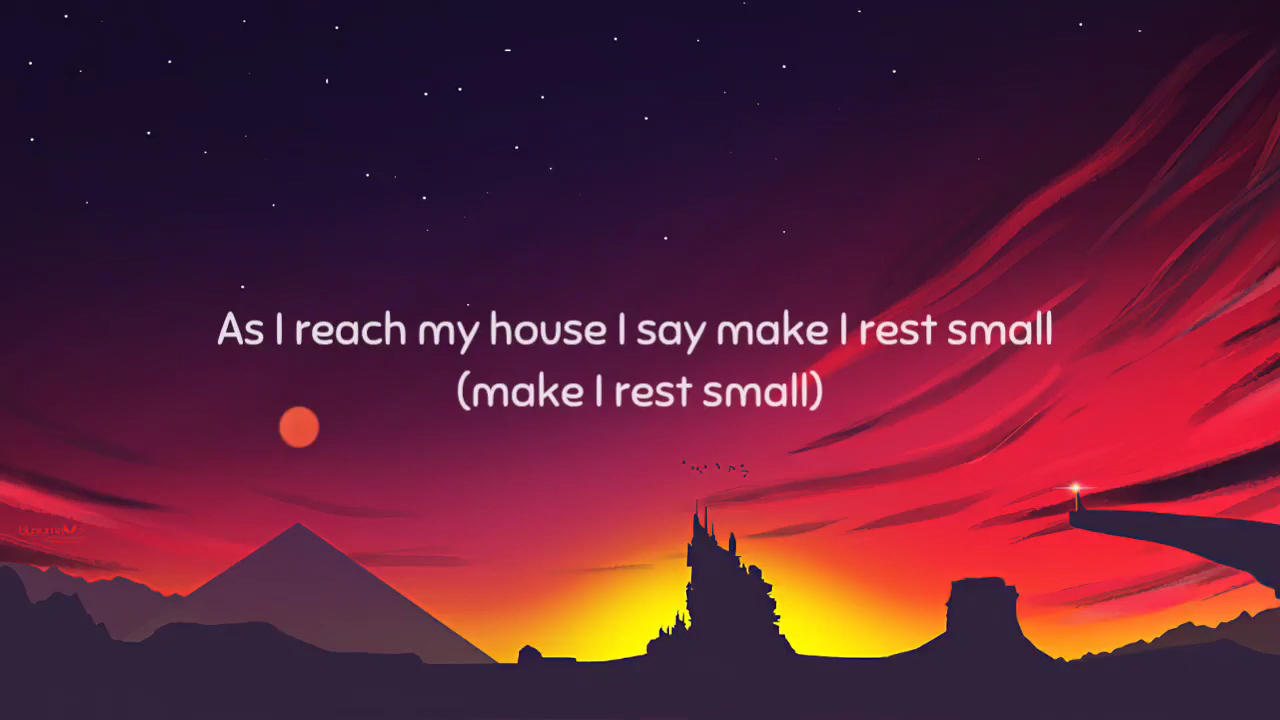 As I reach my house I say make I rest small
(make I rest small)